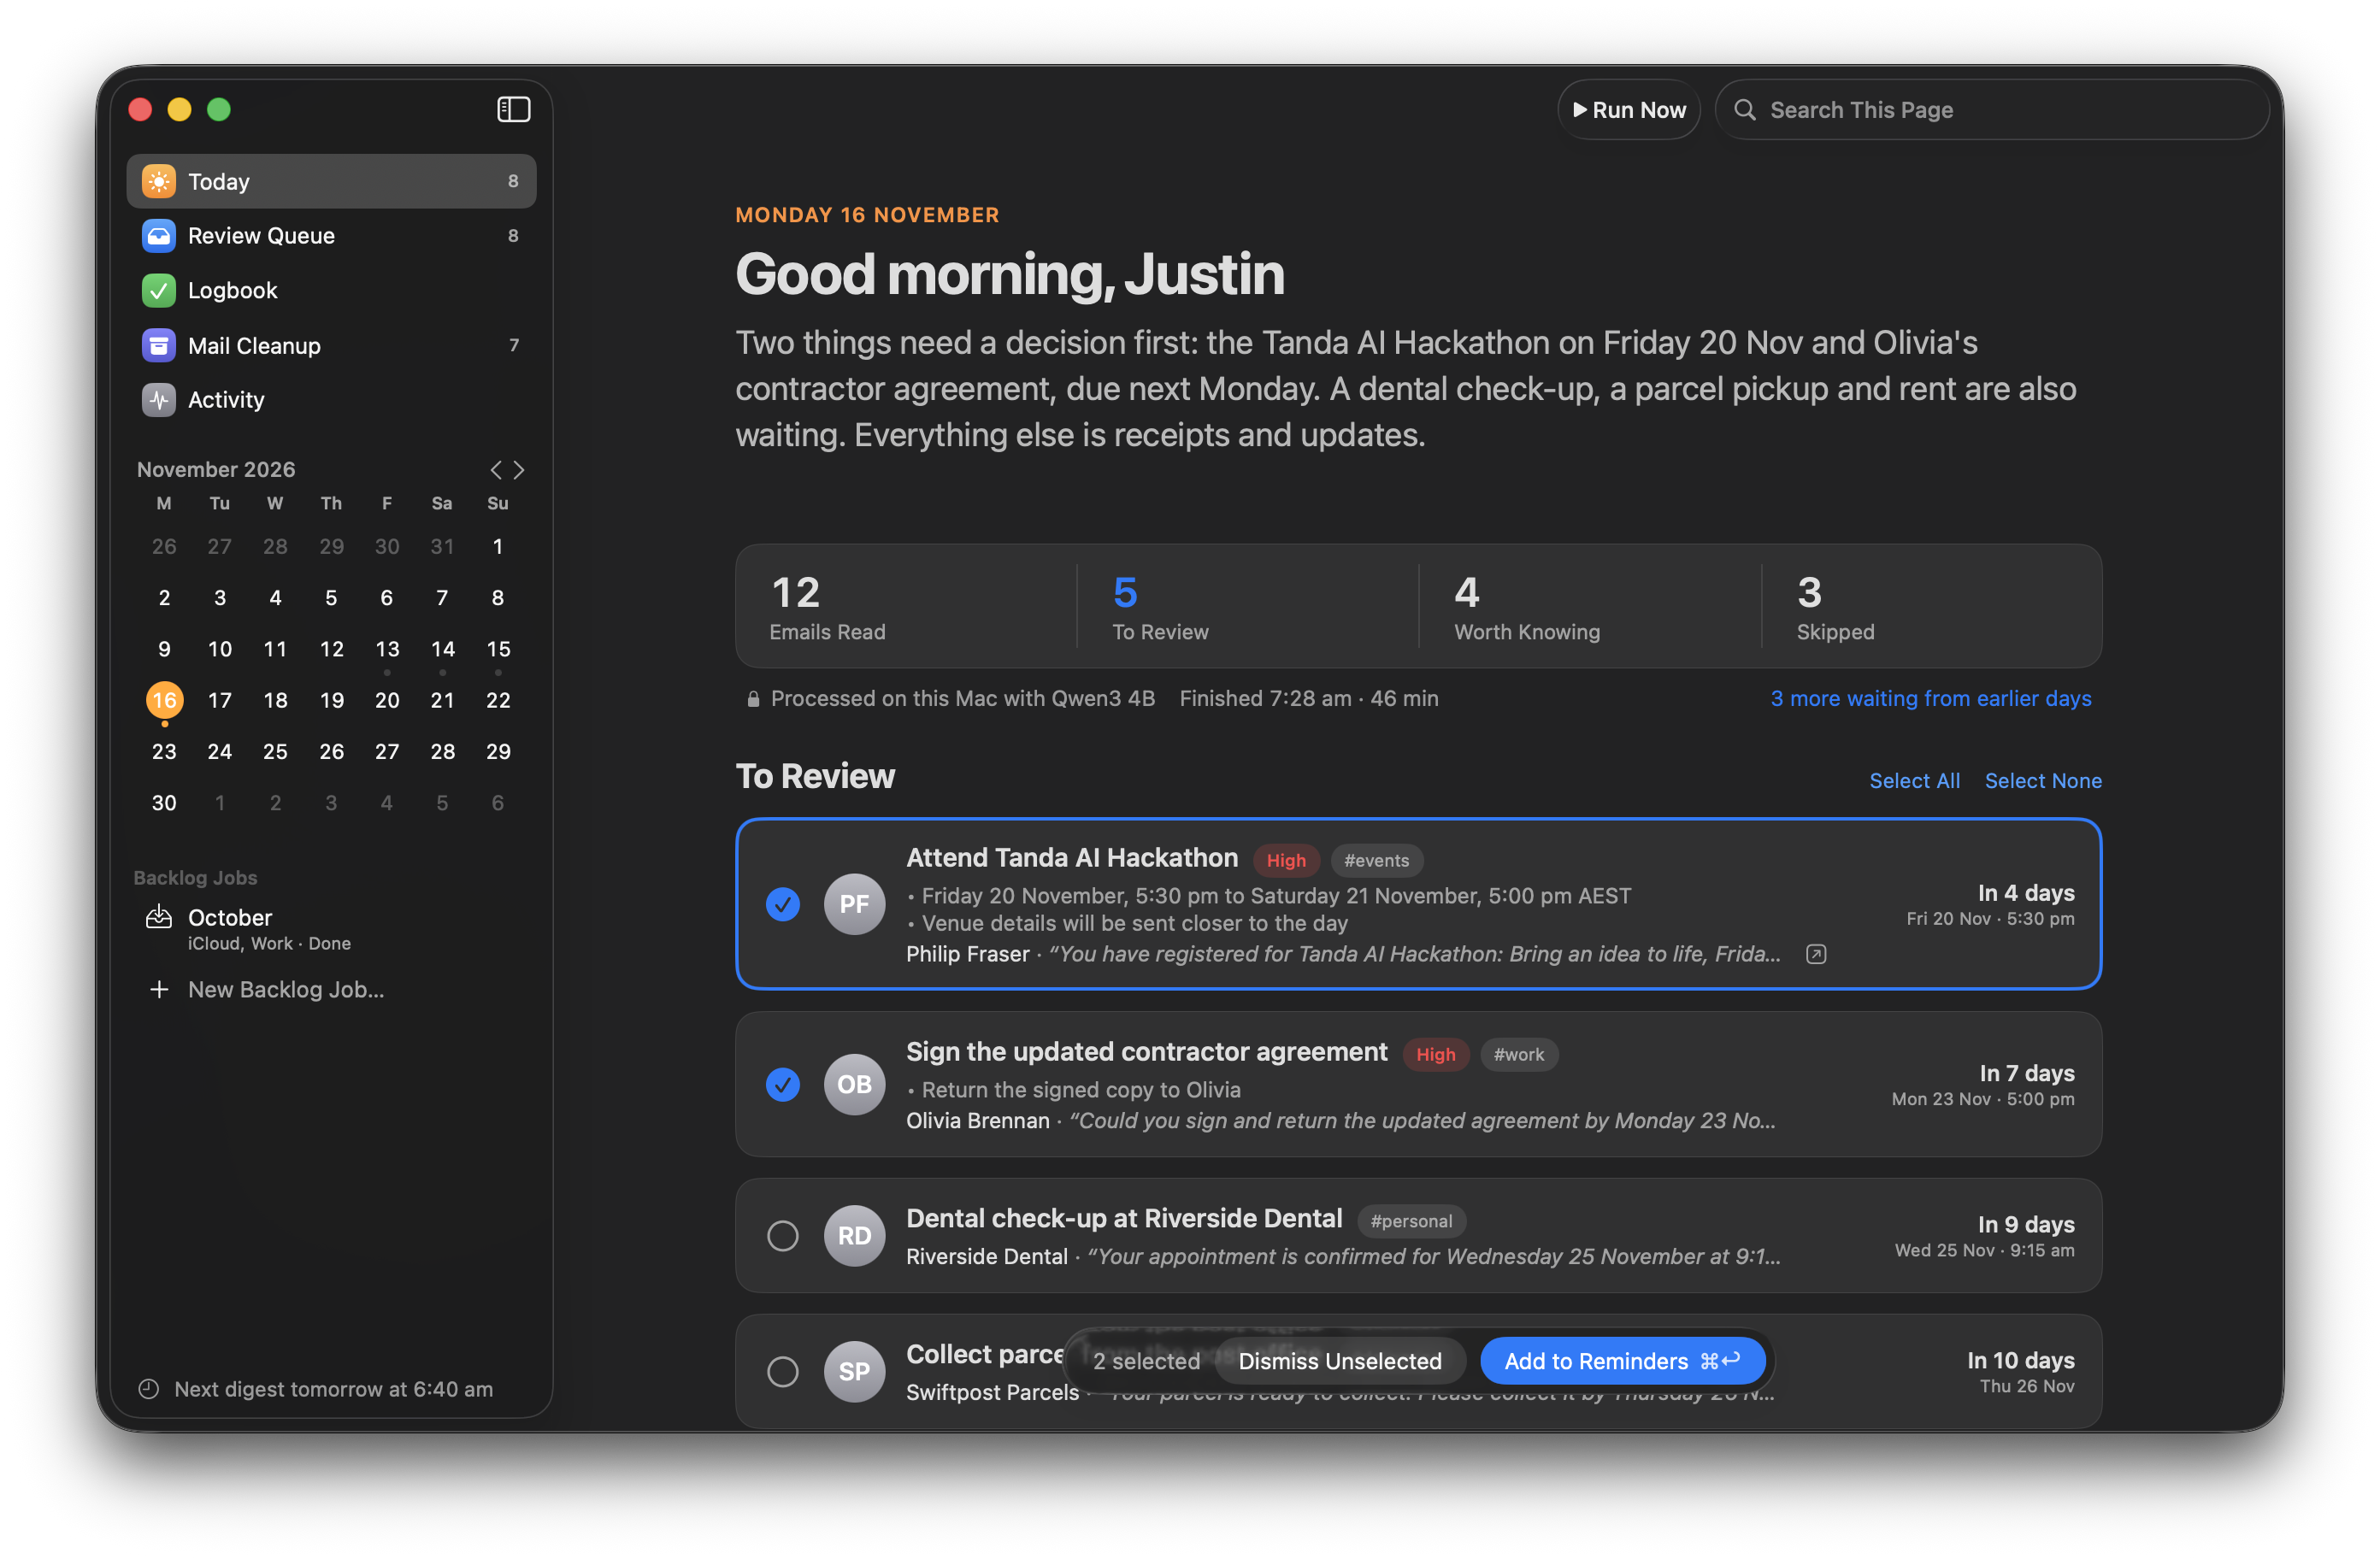 Run Now
Search This Page
Today 8
Review Queue 8
Logbook
Mail Cleanup 7
Activity
November 2026
M Tu W Th F Sa Su
26 27 28 29 30 31 1
2 3 4 5 6 7 8
9 10 11 12 13 14 15
16 17 18 19 20 21 22
23 24 25 26 27 28 29
30 1 2 3 4 5 6
Backlog Jobs
October
iCloud, Work · Done
New Backlog Job...
Next digest tomorrow at 6:40 am
MONDAY 16 NOVEMBER
Good morning, Justin
Two things need a decision first: the Tanda AI Hackathon on Friday 20 Nov and Olivia's
contractor agreement, due next Monday. A dental check-up, a parcel pickup and rent are also
waiting. Everything else is receipts and updates.
12 5 4 3
Emails Read To Review Worth Knowing Skipped
Processed on this Mac with Qwen3 4B Finished 7:28 am · 46 min 3 more waiting from earlier days
To Review Select All Select None
PF
Attend Tanda AI Hackathon High #events
• Friday 20 November, 5:30 pm to Saturday 21 November, 5:00 pm AEST
• Venue details will be sent closer to the day
Philip Fraser · “You have registered for Tanda AI Hackathon: Bring an idea to life, Frida...
In 4 days
Fri 20 Nov · 5:30 pm
OB
Sign the updated contractor agreement High #work
• Return the signed copy to Olivia
Olivia Brennan · “Could you sign and return the updated agreement by Monday 23 No...
In 7 days
Mon 23 Nov · 5:00 pm
RD
Dental check-up at Riverside Dental #personal
Riverside Dental · “Your appointment is confirmed for Wednesday 25 November at 9:1...
In 9 days
Wed 25 Nov · 9:15 am
SP
Collect parce
Swiftpost Parcels · “Your parcel is ready to collect. Please collect it by Thursday 26 N...
In 10 days
Thu 26 Nov
2 selected Dismiss Unselected Add to Reminders ⌘↩